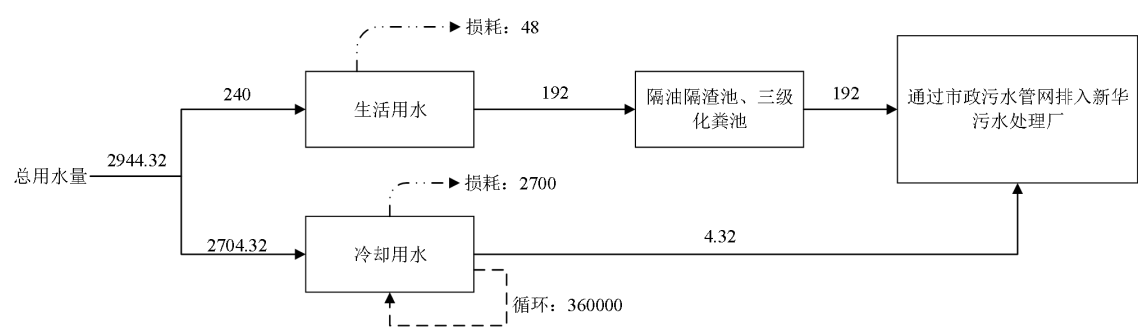 损耗：48
240
生活用水
192
隔油隔渣池、三级
化粪池
192
通过市政污水管网排入新华
污水处理厂
总用水量
2944.32
损耗：2700
2704.32
冷却用水
4.32
循环：360000